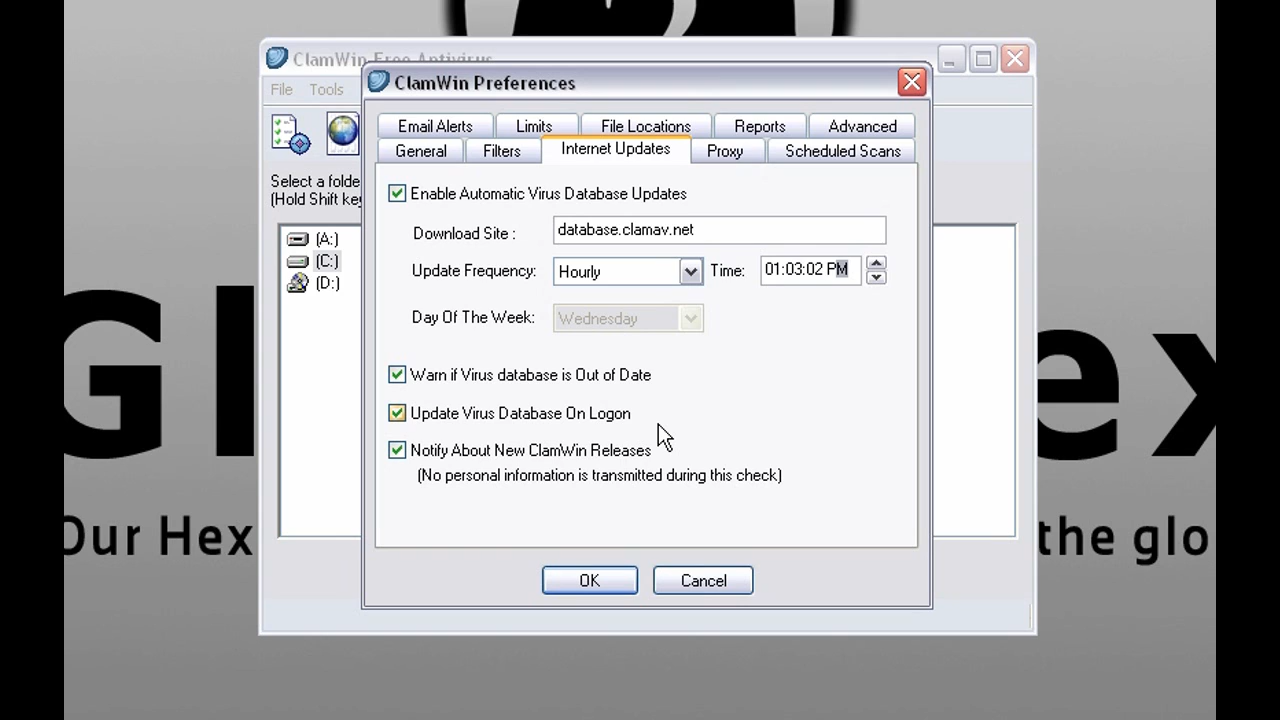 ClamWin Free Antivirus
ClamWin Preferences
File Tools
Email Alerts Limits File Locations Reports Advanced
General Filters Internet Updates Proxy Scheduled Scans
Select a folde
(Hold Shift key
(A:)
(C:)
(D:)
Enable Automatic Virus Database Updates
Download Site : database.clamav.net
Update Frequency: Hourly Time: 01:03:02 PM
Day Of The Week: Wednesday
Warn if Virus database is Out of Date
Update Virus Database On Logon
Notify About New ClamWin Releases
(No personal information is transmitted during this check)
OK Cancel
Gl ex
Our Hex the glo